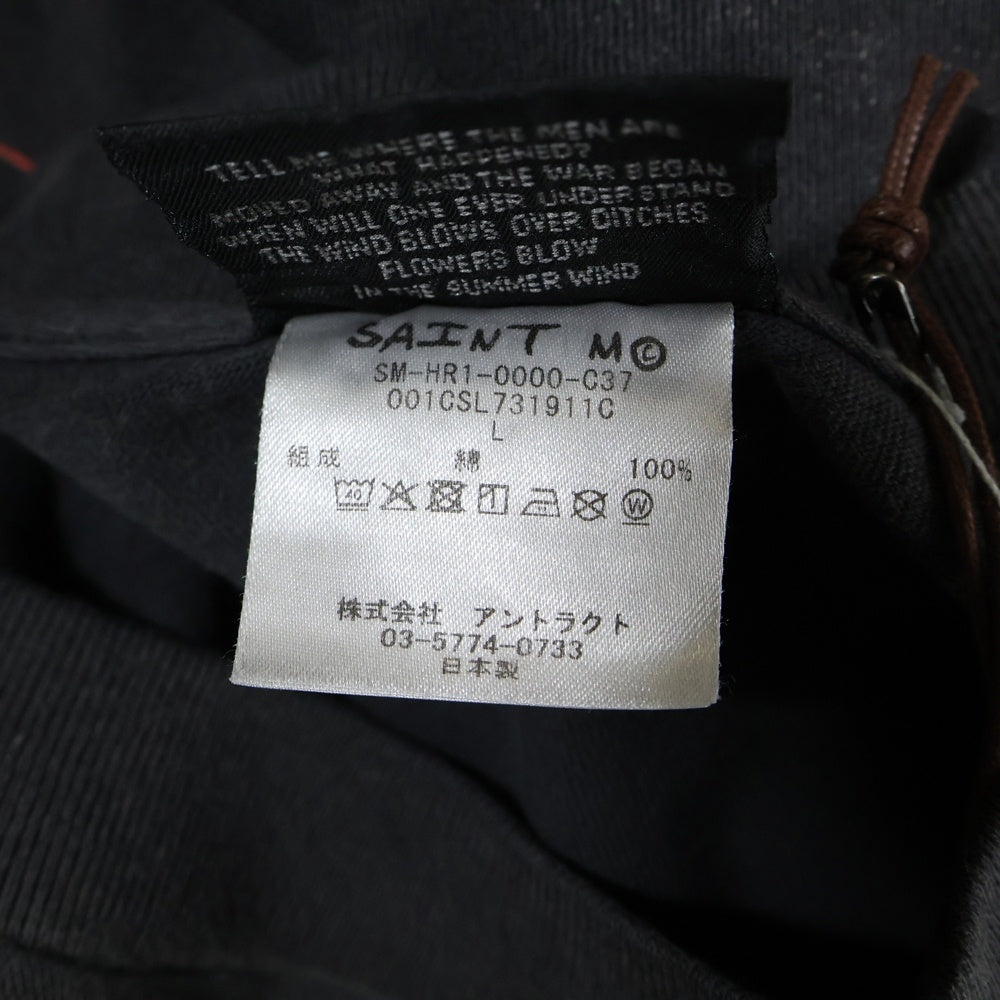 TELL ME WHERE THE MEN ARE
WHAT HAPPENED?
MOVED AWAY AND THE WAR BEGAN
WHEN WILL ONE EVER UNDERSTAND
THE WIND BLOWS OVER DITCHES
FLOWERS BLOW
IN THE SUMMER WIND
SAINT M©
SM-HR1-0000-C37
001CSL731911C
L
組成 綿 100%
40 W
株式会社 アントラクト
03-5774-0733
日本製